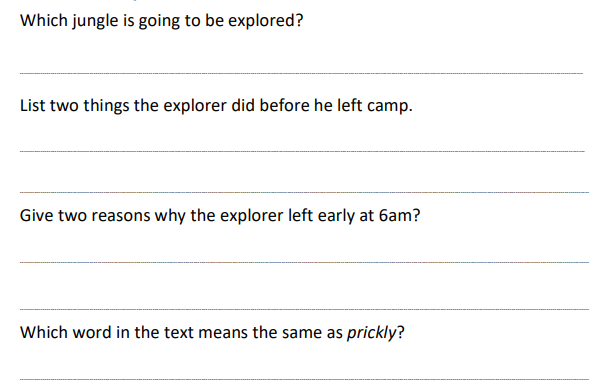 Which jungle is going to be explored?
List two things the explorer did before he left camp.
Give two reasons why the explorer left early at 6am?
Which word in the text means the same as prickly?